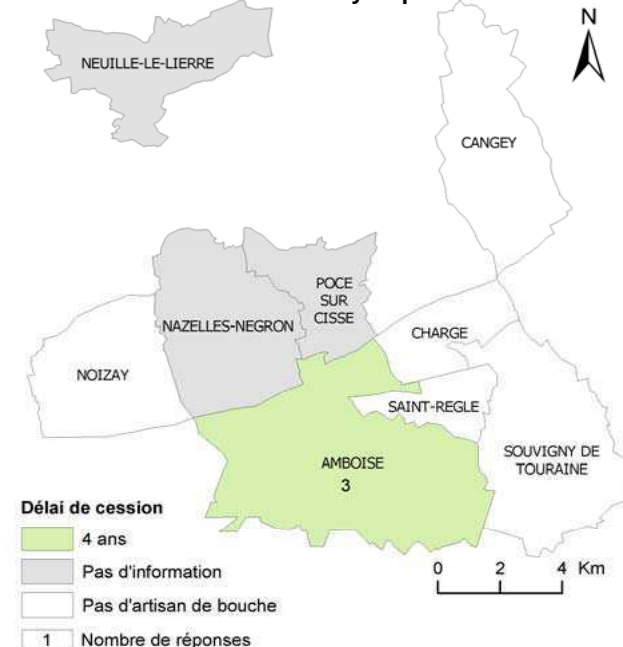 N
NEUILLE-LE-LIERRE
CANGEY
POCE
SUR
CISSE
NAZELLES-NEGRON
CHARGE
NOIZAY
SAINT-REGLE
SOUVIGNY DE
TOURAINE
AMBOISE
3
Délai de cession
4 ans
Pas d'information
Pas d'artisan de bouche
1 Nombre de réponses
0 2 4 Km